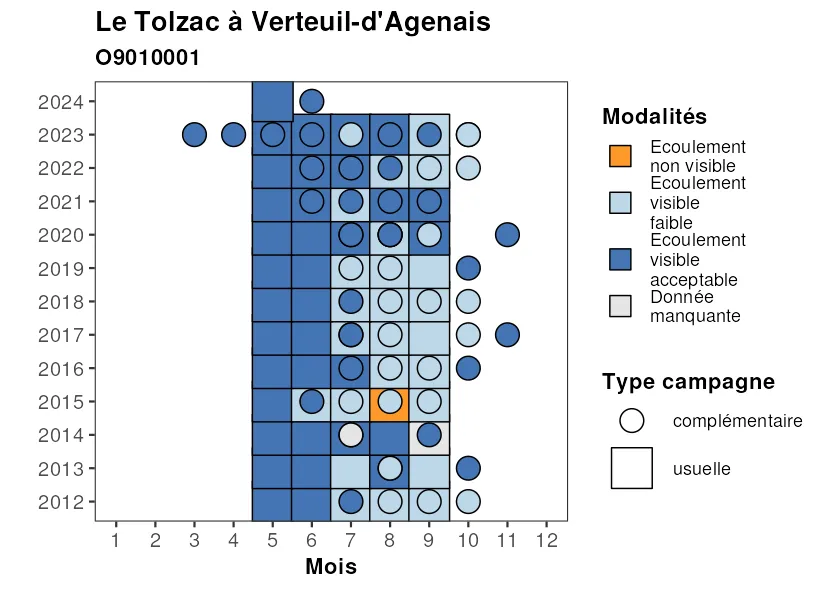 Le Tolzac à Verteuil-d'Agenais
O9010001
2024
2023
2022
2021
2020
2019
2018
2017
2016
2015
2014
2013
2012
1 2 3 4 5 6 7 8 9 10 11 12
Mois
Modalités
Ecoulement
non visible
Ecoulement
visible
faible
Ecoulement
visible
acceptable
Donnée
manquante
Type campagne
complémentaire
usuelle